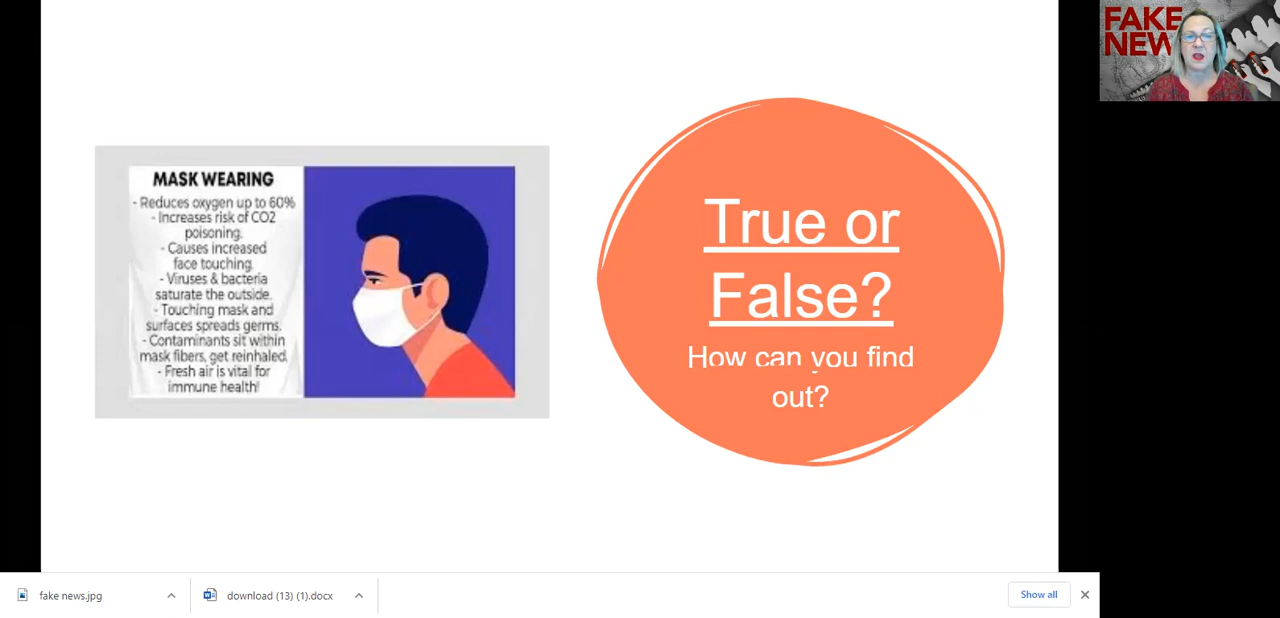 FAKE
NEW
MASK WEARING
- Reduces oxygen up to 60%
- Increases risk of CO2
poisoning.
- Causes increased
face touching.
- Viruses & bacteria
saturate the outside.
- Touching mask and
surfaces spreads germs.
- Contaminants sit within
mask fibers, get reinhaled.
- Fresh air is vital for
immune health!
True or
False?
How can you find
out?
fake news.jpg
download (13) (1).docx
Show all